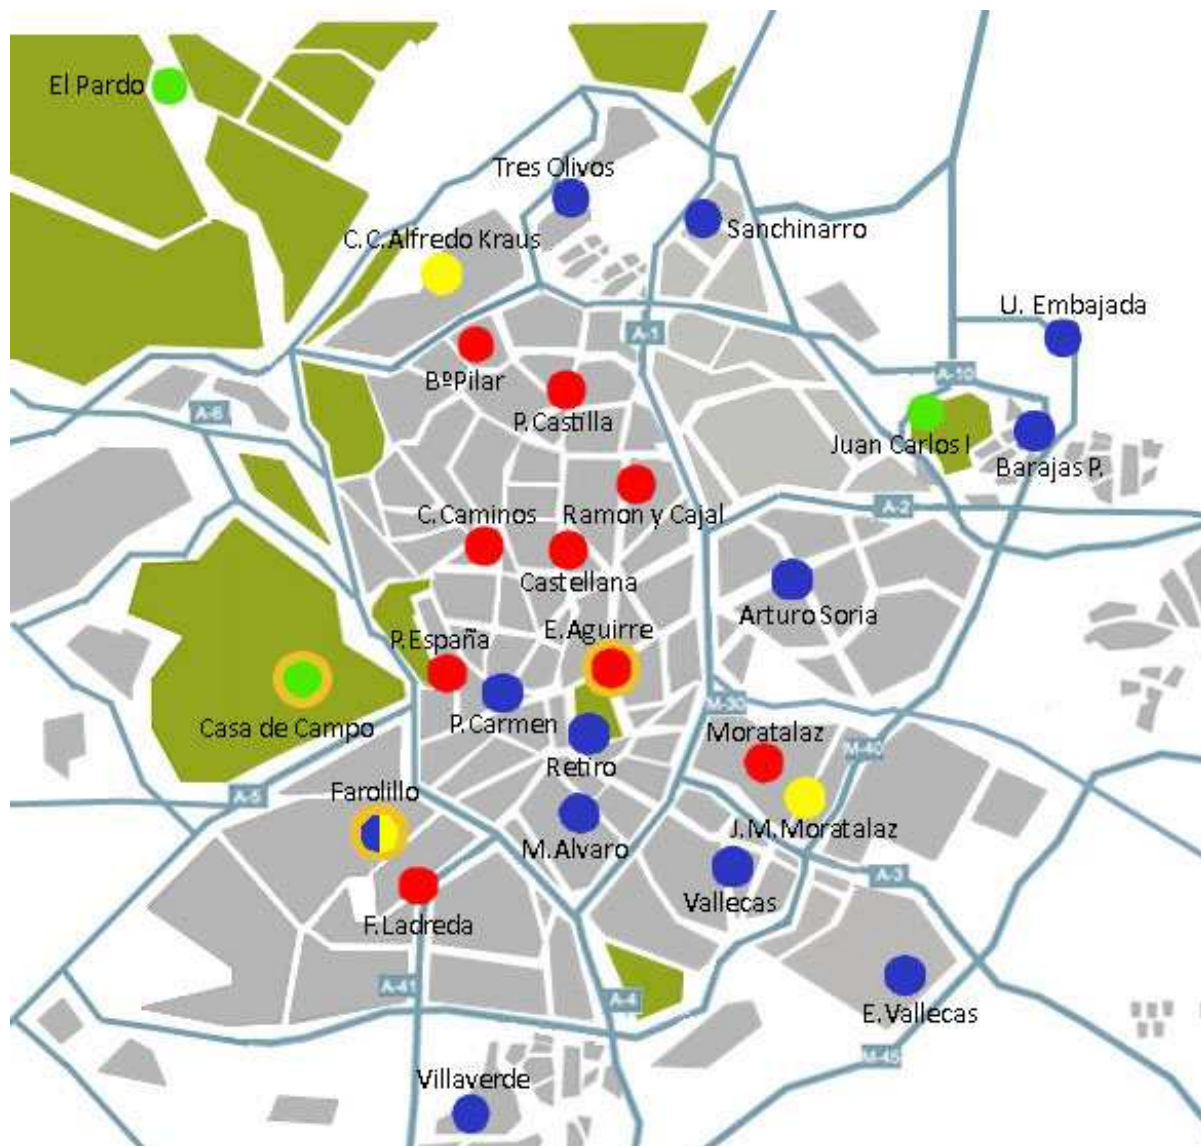 El Pardo
Tres Olivos
Sanchinarro
C.C.Alfredo Kraus
U. Embajada
A-1
BºPilar
A-10
A-6
P.Castilla
Juan Carlos I
Barajas P.
C.Caminos
Ramon y Cajal
A-2
Castellana
Arturo Soria
P.España
E.Aguirre
Casa de Campo
P.Carmen
M-30
Moratalaz
M-40
Retiro
A-5
Farolillo
J.M.Moratalaz
M.Alvaro
A-3
Vallecas
F.Ladreda
A-41
A-4
E.Vallecas
M-45
Villaverde